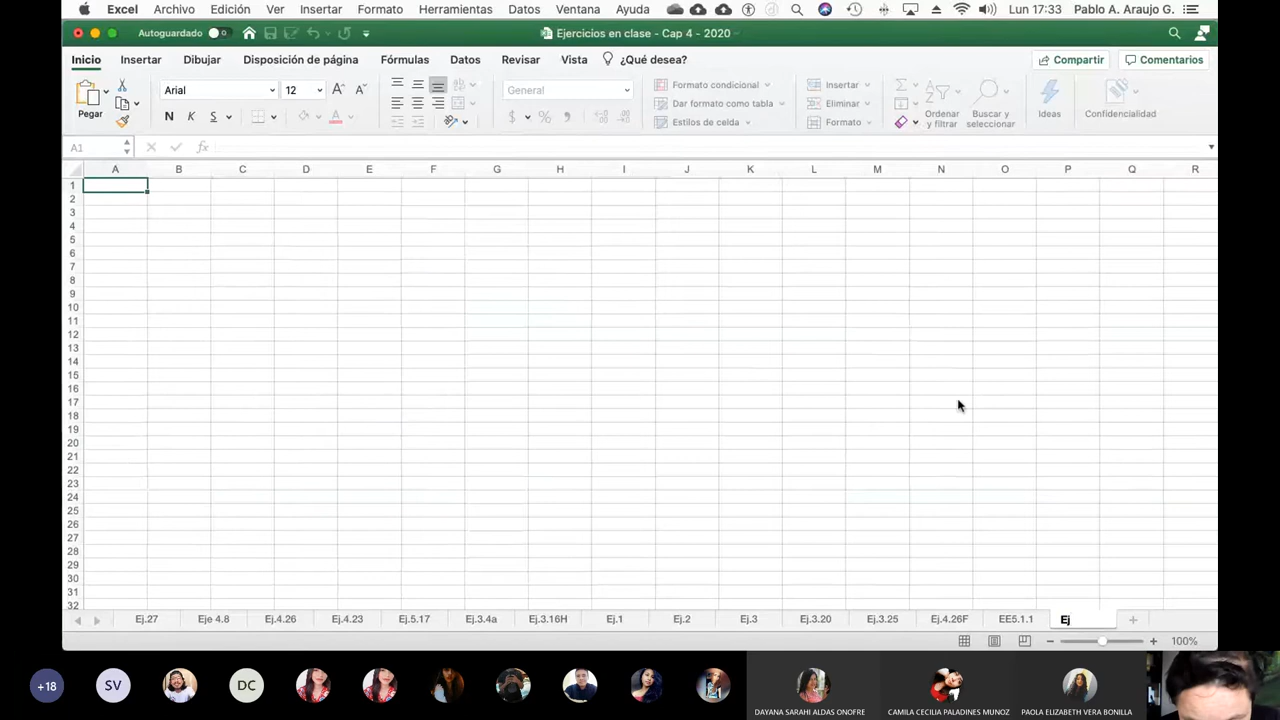 Excel Archivo Edición Ver Insertar Formato Herramientas Datos Ventana Ayuda Lun 17:33 Pablo A. Araujo G.
Autoguardado Ejercicios en clase - Cap 4 - 2020
Inicio Insertar Dibujar Disposición de página Fórmulas Datos Revisar Vista ¿Qué desea? Compartir Comentarios
Pegar
Arial 12
N K S
General
$ %
Formato condicional
Dar formato como tabla
Estilos de celda
Insertar
Eliminar
Formato
Ordenar y filtrar
Buscar y seleccionar
Ideas
Confidencialidad
A1 fx
A B C D E F G H I J K L M N O P Q R
1
2
3
4
5
6
7
8
9
10
11
12
13
14
15
16
17
18
19
20
21
22
23
24
25
26
27
28
29
30
31
32
Ej.27 Eje 4.8 Ej.4.26 Ej.4.23 Ej.5.17 Ej.3.4a Ej.3.16H Ej.1 Ej.2 Ej.3 Ej.3.20 Ej.3.25 Ej.4.26F EE5.1.1 Ej
100%
+18 SV DC
DAYANA SARAHI ALDAS ONOFRE CAMILA CECILIA PALADINES MUNOZ PAOLA ELIZABETH VERA BONILLA